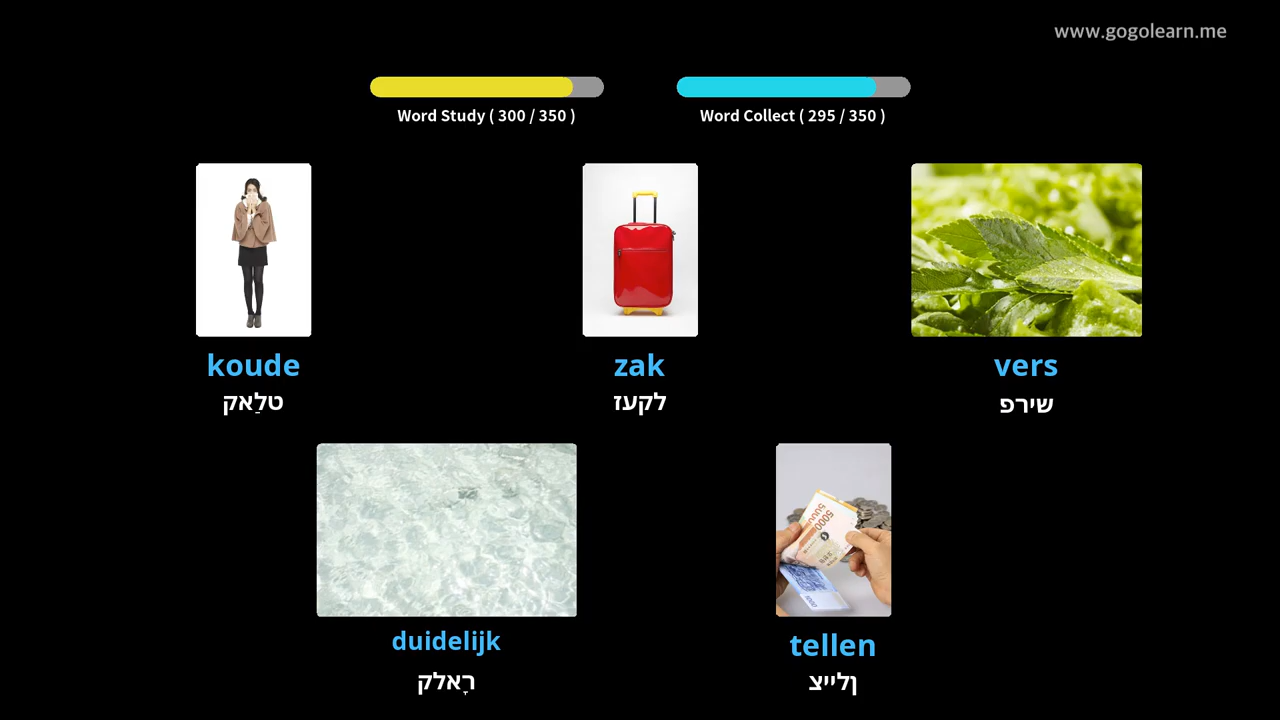 www.gogolearn.me
Word Study ( 300 / 350 )
Word Collect ( 295 / 350 )
koude
טלַאק
zak
לקעז
vers
שירפ
duidelijk
רָאלק
tellen
ןלייצ